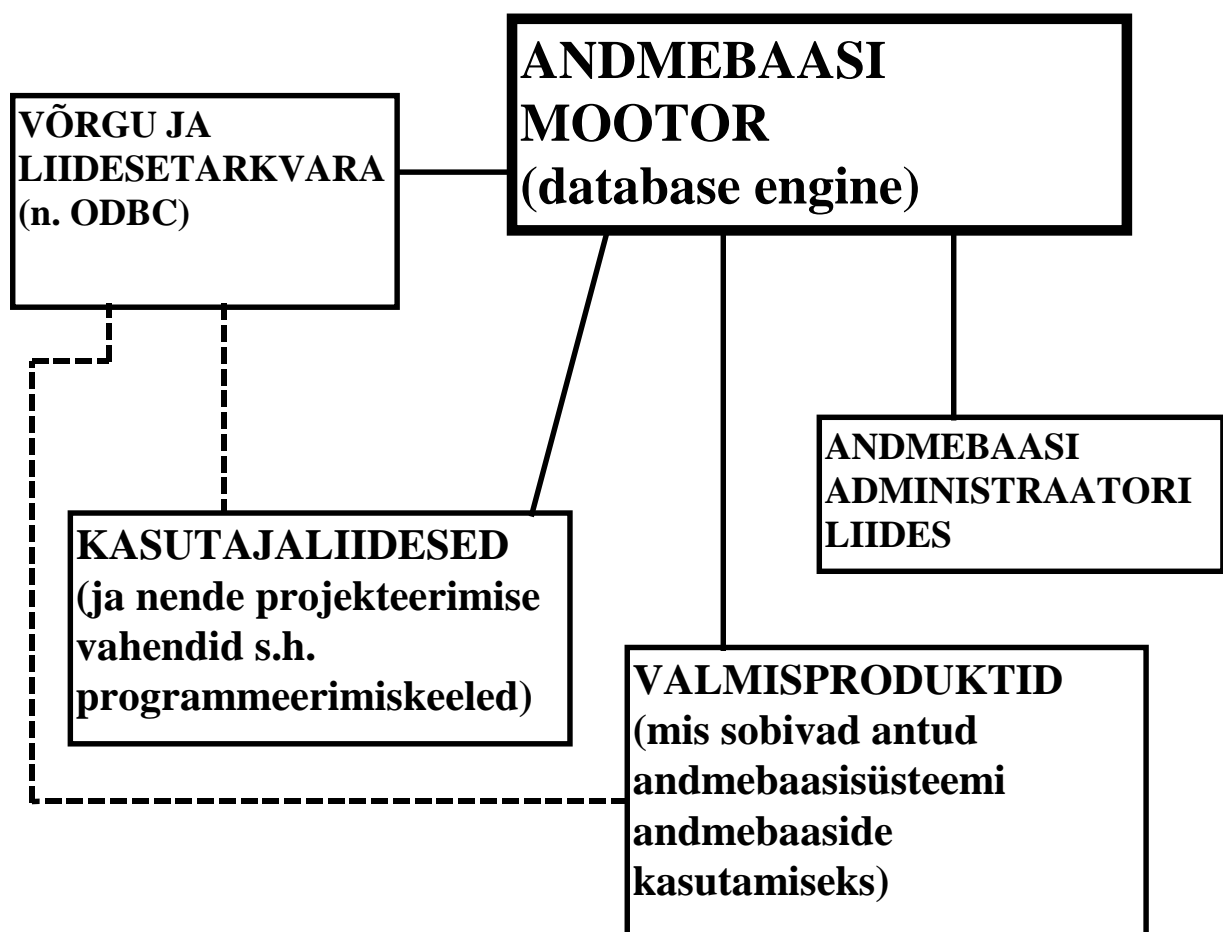 ANDMEBAASI
MOOTOR
(database engine)
VÕRGU JA
LIIDESETARKVARA
(n. ODBC)
ANDMEBAASI
ADMINISTRAATORI
LIIDES
KASUTAJALIIDESED
(ja nende projekteerimise
vahendid s.h.
programmeerimiskeeled)
VALMISPRODUKTID
(mis sobivad antud
andmebaasisüsteemi
andmebaaside
kasutamiseks)